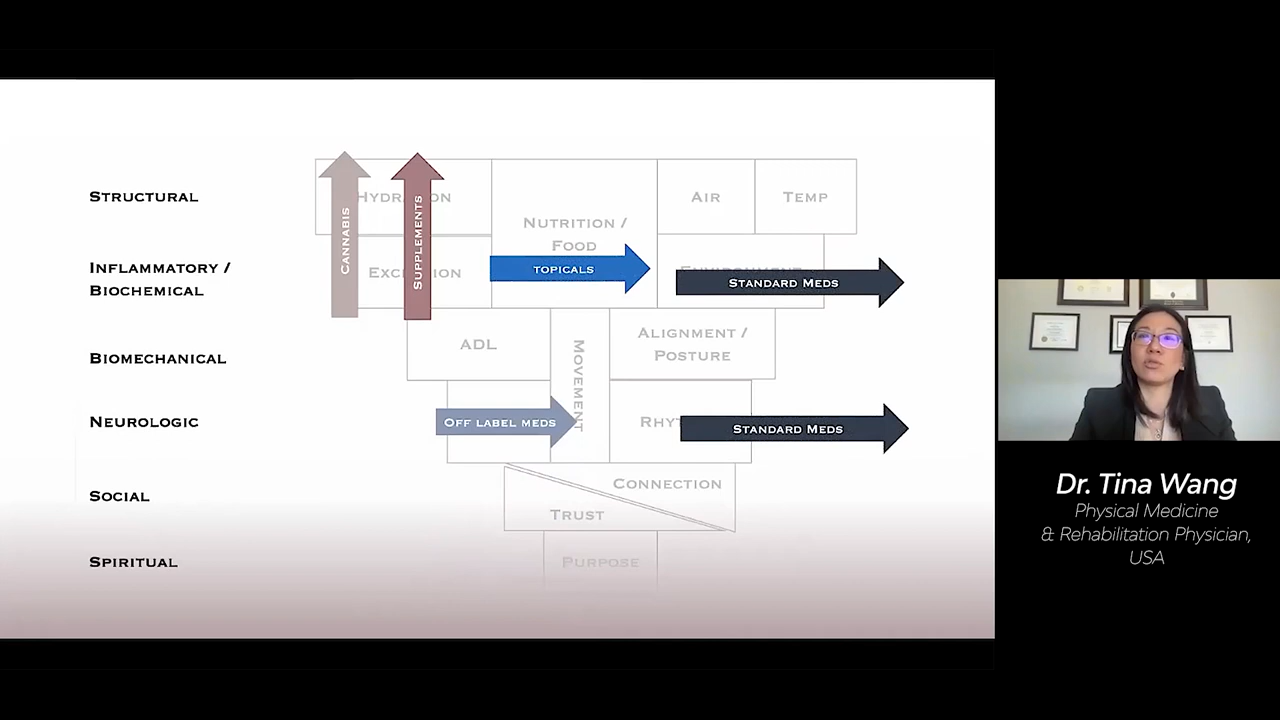 STRUCTURAL
INFLAMMATORY /
BIOCHEMICAL
BIOMECHANICAL
NEUROLOGIC
SOCIAL
SPIRITUAL
CANNABIS
SUPPLEMENTS
NUTRITION /
FOOD
AIR
TEMP
TOPICALS
STANDARD MEDS
ADL
MOVEMENT
ALIGNMENT /
POSTURE
OFF LABEL MEDS
STANDARD MEDS
CONNECTION
TRUST
PURPOSE
Dr. Tina Wang
Physical Medicine
& Rehabilitation Physician,
USA